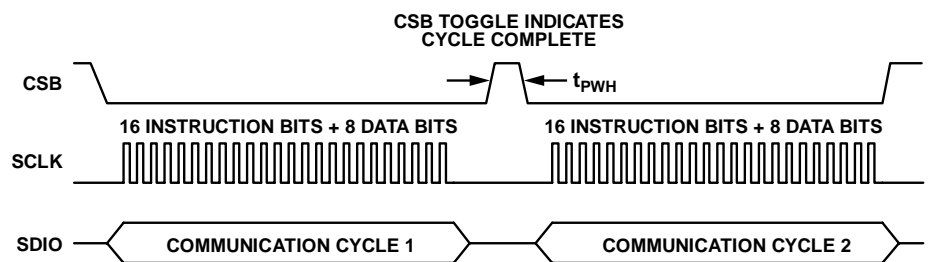 CSB TOGGLE INDICATES
CYCLE COMPLETE
CSB
tPWH
16 INSTRUCTION BITS + 8 DATA BITS
16 INSTRUCTION BITS + 8 DATA BITS
SCLK
SDIO
COMMUNICATION CYCLE 1
COMMUNICATION CYCLE 2